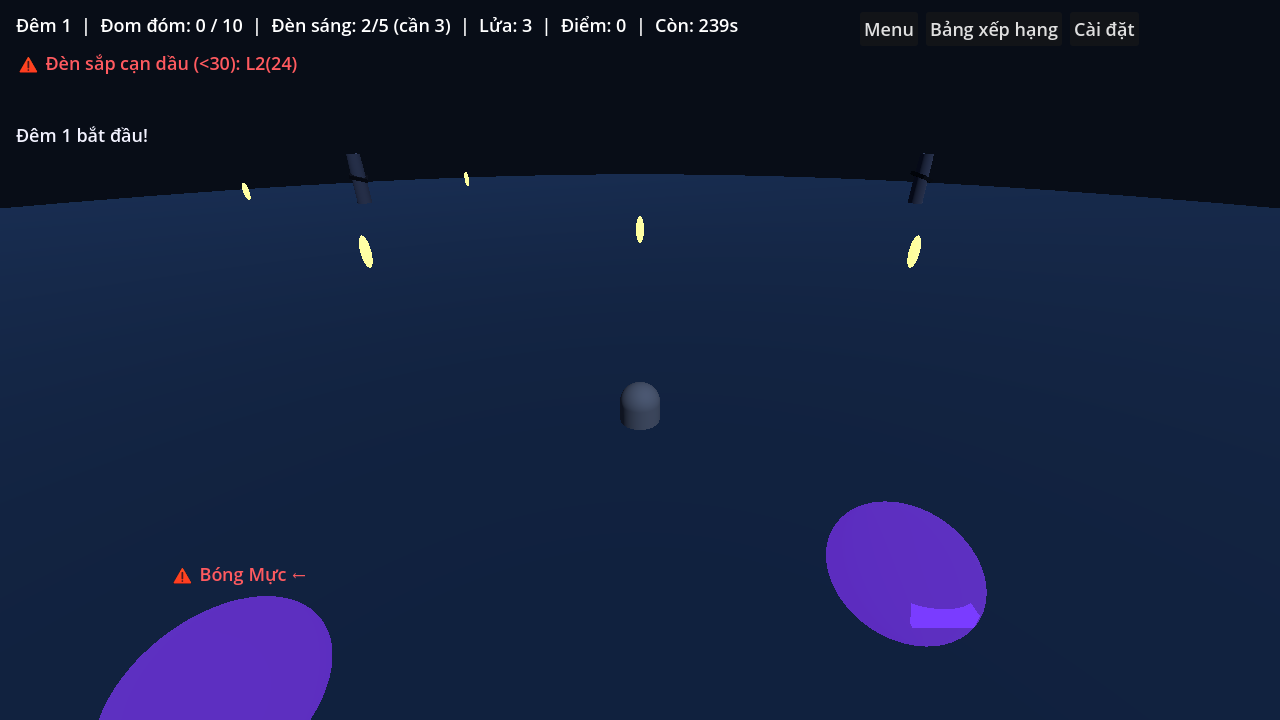 Đêm 1 | Đom đóm: 0 / 10 | Đèn sáng: 2/5 (cần 3) | Lửa: 3 | Điểm: 0 | Còn: 239s
Menu
Bảng xếp hạng
Cài đặt
⚠ Đèn sắp cạn dầu (<30): L2(24)
Đêm 1 bắt đầu!
⚠ Bóng Mực ←